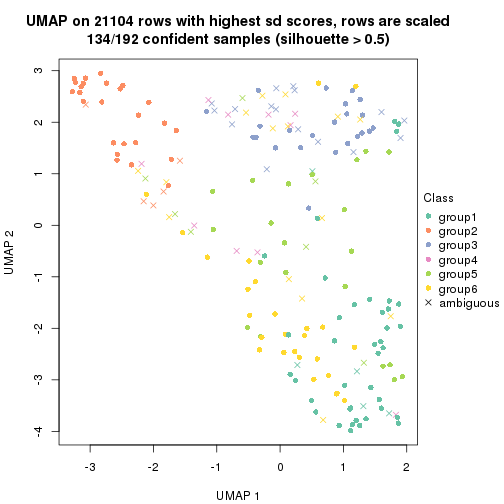 UMAP on 21104 rows with highest sd scores, rows are scaled
134/192 confident samples (silhouette > 0.5)
3
2
1
0
-1
-2
-3
-4
UMAP 2
-3
-2
-1
0
1
2
UMAP 1
Class
group1
group2
group3
group4
group5
group6
ambiguous